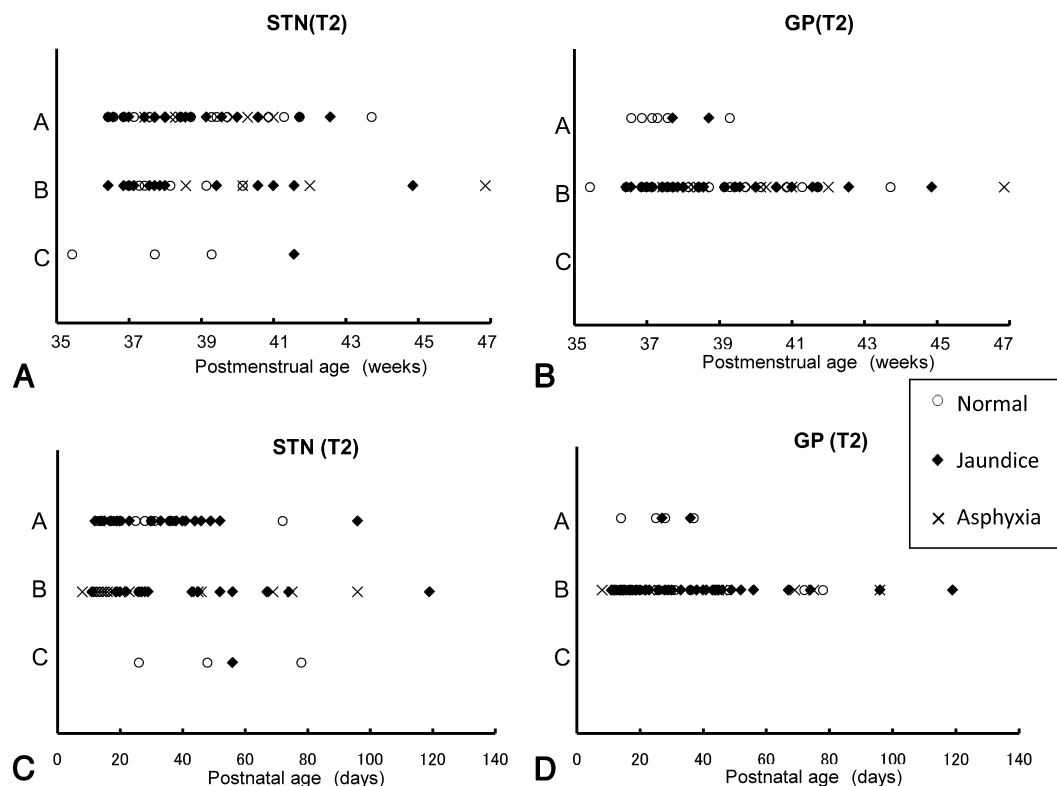 STN(T2)
A
B
C
35 37 39 41 43 45 47
Postmenstrual age (weeks)
A
GP(T2)
A
B
C
35 37 39 41 43 45 47
Postmenstrual age (weeks)
B
Normal
Jaundice
Asphyxia
STN (T2)
A
B
C
0 20 40 60 80 100 120 140
Postnatal age (days)
C
GP (T2)
A
B
C
0 20 40 60 80 100 120 140
Postnatal age (days)
D